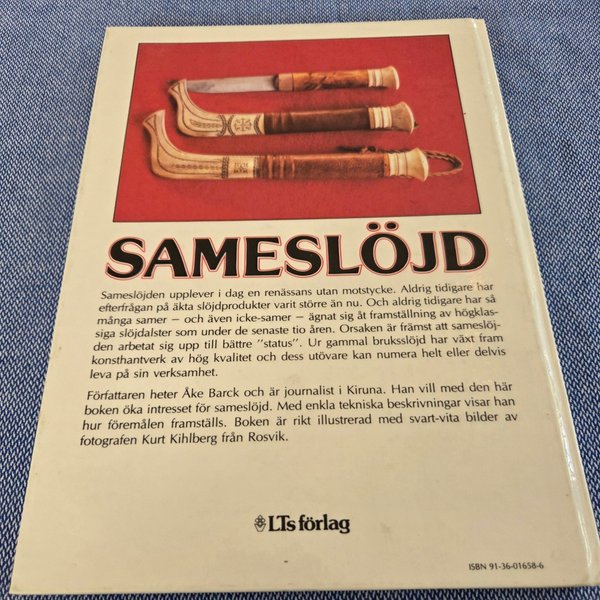 SAMESLÖJD
Sameslöjden upplever i dag en renässans utan motstycke. Aldrig tidigare har
efterfrågan på äkta slöjdprodukter varit större än nu. Och aldrig tidigare har så
många samer — och även icke-samer — ägnat sig åt framställning av högklas-
siga slöjdalster som under de senaste tio åren. Orsaken är främst att sameslöj-
den arbetat sig upp till bättre "status". Ur gammal bruksslöjd har växt fram
konsthantverk av hög kvalitet och dess utövare kan numera helt eller delvis
leva på sin verksamhet.
Författaren heter Åke Barck och är journalist i Kiruna. Han vill med den här
boken öka intresset för sameslöjd. Med enkla tekniska beskrivningar visar han
hur föremålen framställs. Boken är rikt illustrerad med svart-vita bilder av
fotografen Kurt Kihlberg från Rosvik.
LTs förlag
ISBN 91-36-01658-6